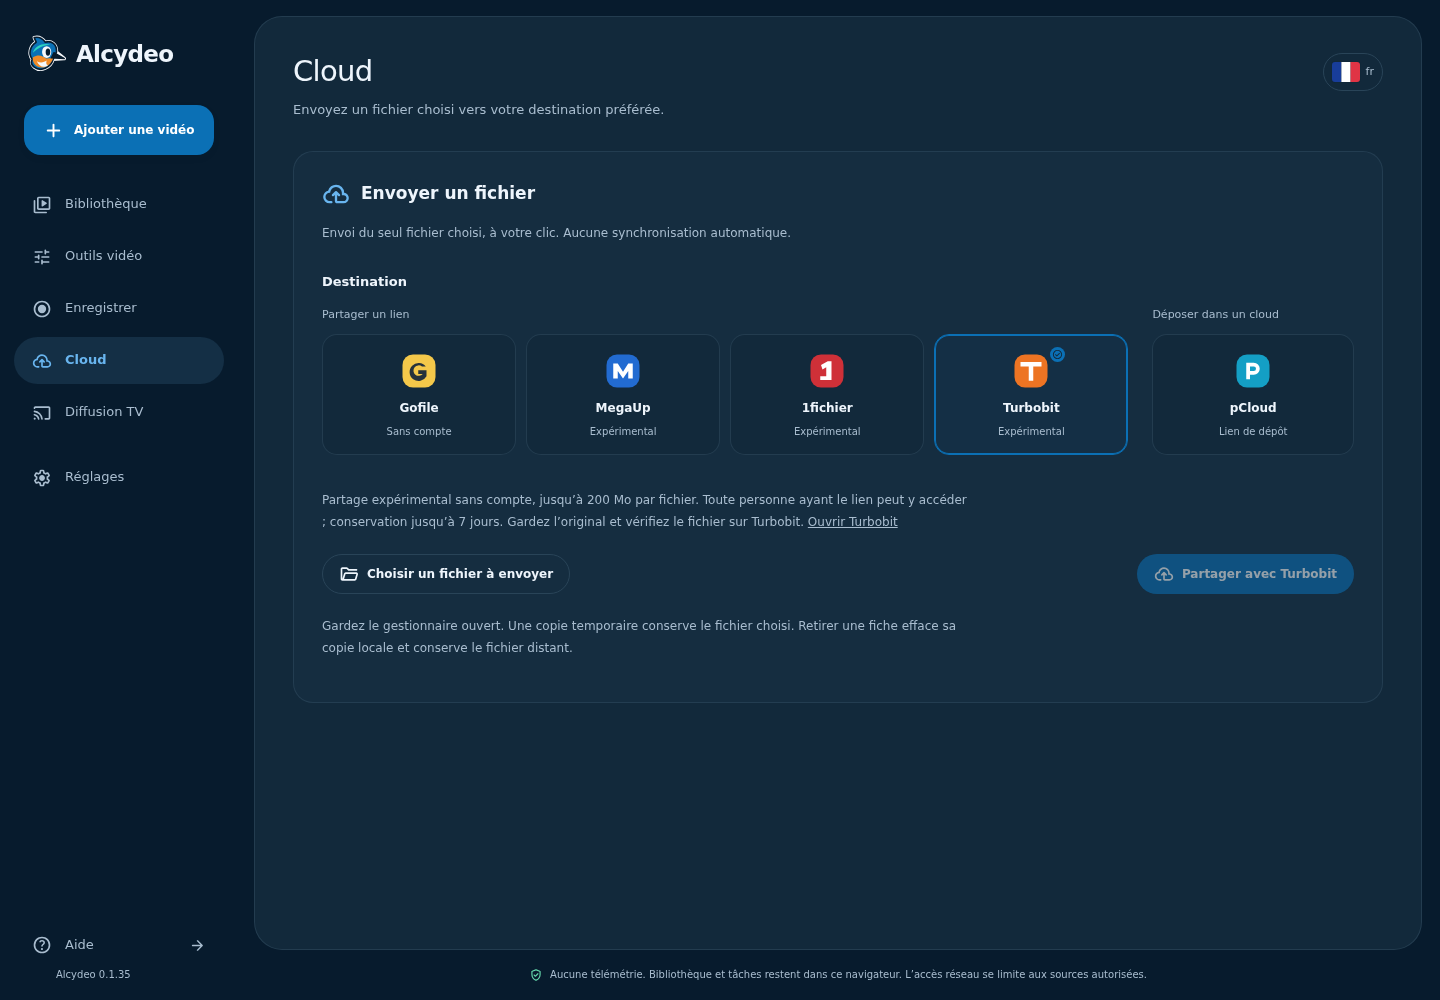 Alcydeo
Ajouter une vidéo
Bibliothèque
Outils vidéo
Enregistrer
Cloud
Diffusion TV
Réglages
Aide
Alcydeo 0.1.35
Cloud
fr
Envoyez un fichier choisi vers votre destination préférée.
Envoyer un fichier
Envoi du seul fichier choisi, à votre clic. Aucune synchronisation automatique.
Destination
Partager un lien
Déposer dans un cloud
G
Gofile
Sans compte
M
MegaUp
Expérimental
1
1fichier
Expérimental
T
Turbobit
Expérimental
P
pCloud
Lien de dépôt
Partage expérimental sans compte, jusqu’à 200 Mo par fichier. Toute personne ayant le lien peut y accéder
; conservation jusqu’à 7 jours. Gardez l’original et vérifiez le fichier sur Turbobit. Ouvrir Turbobit
Choisir un fichier à envoyer
Partager avec Turbobit
Gardez le gestionnaire ouvert. Une copie temporaire conserve le fichier choisi. Retirer une fiche efface sa
copie locale et conserve le fichier distant.
Aucune télémétrie. Bibliothèque et tâches restent dans ce navigateur. L’accès réseau se limite aux sources autorisées.